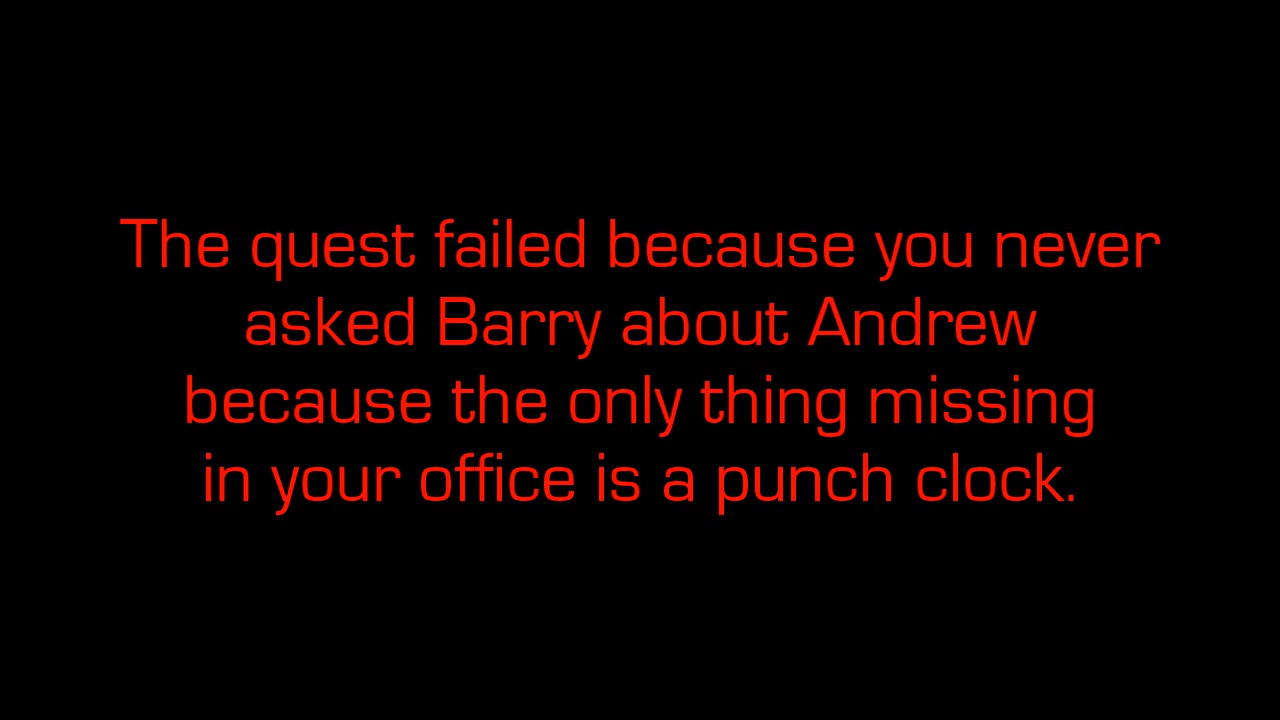 The quest failed because you never
asked Barry about Andrew
because the only thing missing
in your office is a punch clock.